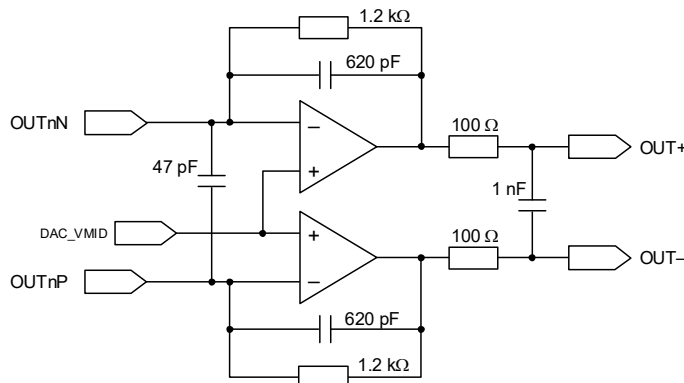 1.2 kΩ
620 pF
OUTnN
−
100 Ω
OUT+
+
47 pF
1 nF
DAC_VMID
+
100 Ω
OUTnP
−
OUT–
620 pF
1.2 kΩ